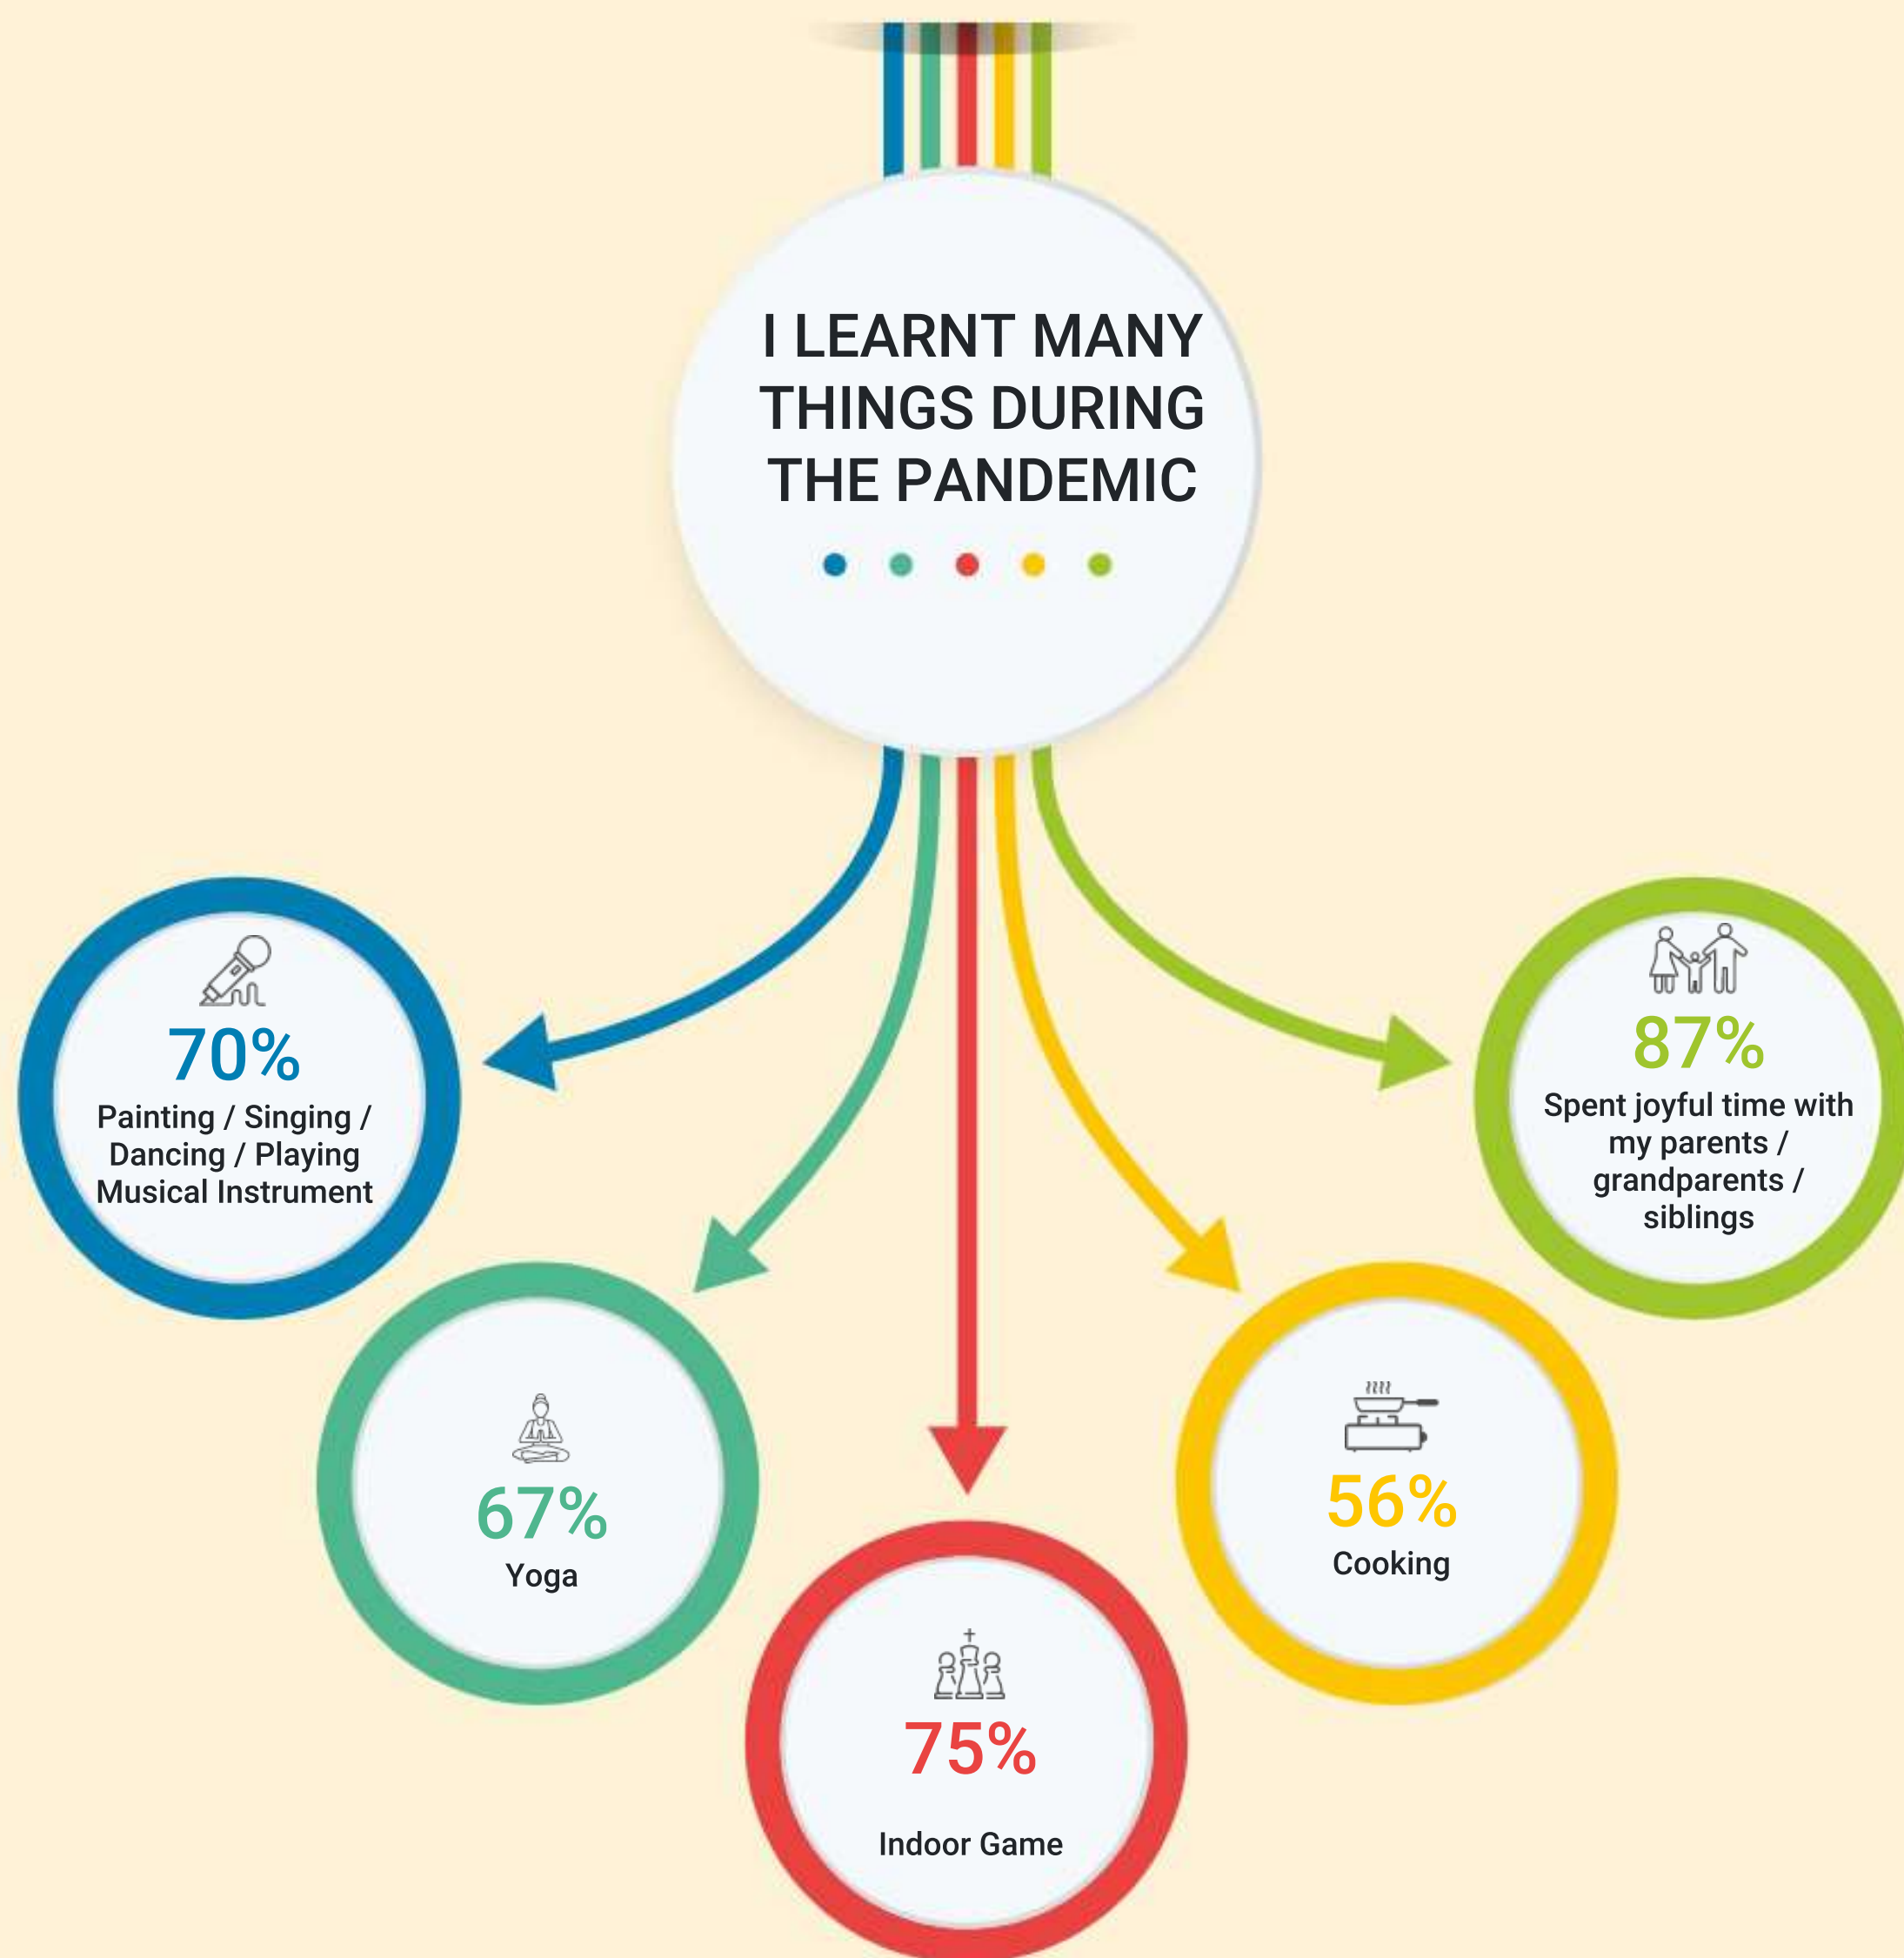 I LEARNT MANY
THINGS DURING
THE PANDEMIC
70%
Painting / Singing /
Dancing / Playing
Musical Instrument
67%
Yoga
75%
Indoor Game
56%
Cooking
87%
Spent joyful time with
my parents /
grandparents /
siblings